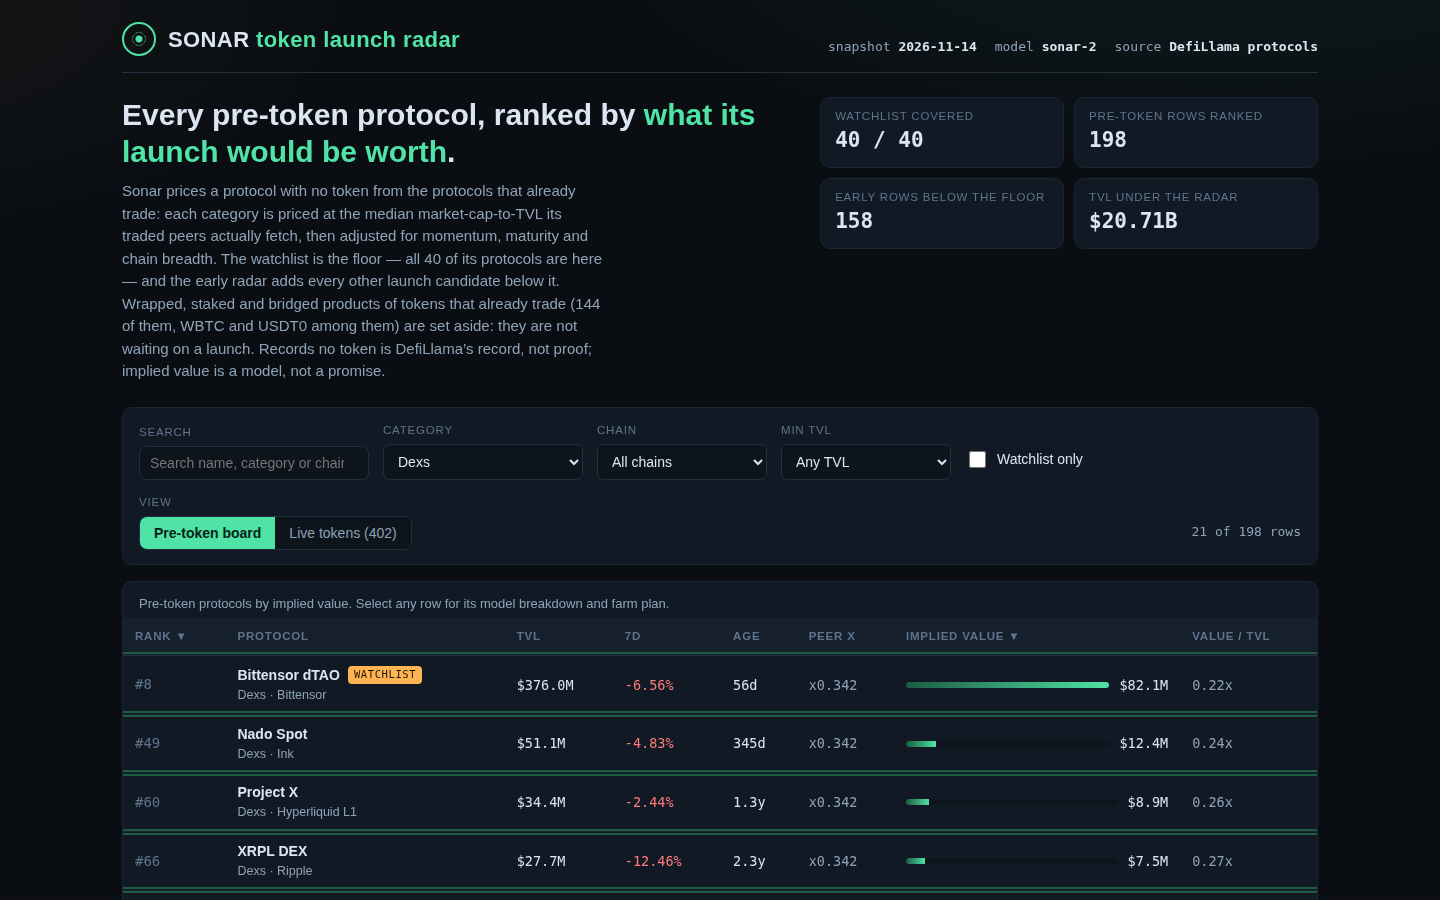 SONAR token launch radar
snapshot 2026-11-14 model sonar-2 source DefiLlama protocols
Every pre-token protocol, ranked by what its
launch would be worth.
Sonar prices a protocol with no token from the protocols that already
trade: each category is priced at the median market-cap-to-TVL its
traded peers actually fetch, then adjusted for momentum, maturity and
chain breadth. The watchlist is the floor — all 40 of its protocols are here
— and the early radar adds every other launch candidate below it.
Wrapped, staked and bridged products of tokens that already trade (144
of them, WBTC and USDT0 among them) are set aside: they are not
waiting on a launch. Records no token is DefiLlama’s record, not proof;
implied value is a model, not a promise.
WATCHLIST COVERED
40 / 40
PRE-TOKEN ROWS RANKED
198
EARLY ROWS BELOW THE FLOOR
158
TVL UNDER THE RADAR
$20.71B
SEARCH
Search name, category or chain
CATEGORY
Dexs
CHAIN
All chains
MIN TVL
Any TVL
Watchlist only
VIEW
Pre-token board Live tokens (402)
21 of 198 rows
Pre-token protocols by implied value. Select any row for its model breakdown and farm plan.
RANK ▼ PROTOCOL TVL 7D AGE PEER X IMPLIED VALUE ▼ VALUE / TVL
#8 Bittensor dTAO WATCHLIST $376.0M -6.56% 56d x0.342 $82.1M 0.22x
Dexs · Bittensor
#49 Nado Spot $51.1M -4.83% 345d x0.342 $12.4M 0.24x
Dexs · Ink
#60 Project X $34.4M -2.44% 1.3y x0.342 $8.9M 0.26x
Dexs · Hyperliquid L1
#66 XRPL DEX $27.7M -12.46% 2.3y x0.342 $7.5M 0.27x
Dexs · Ripple